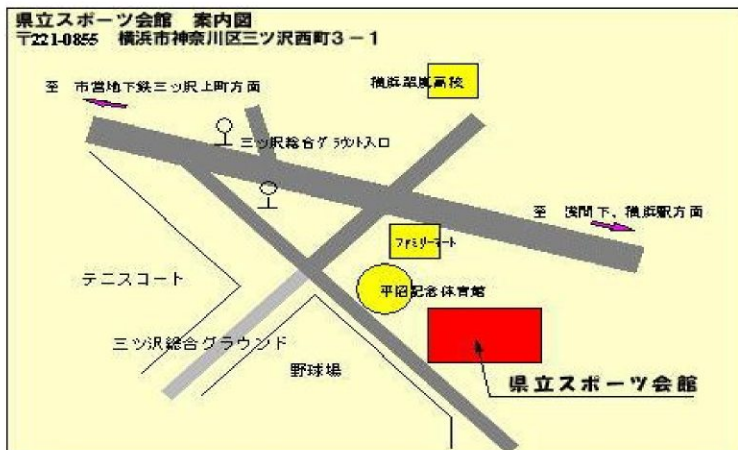 県立スポーツ会館 案内図
〒221-0855 横浜市神奈川区三ツ沢西町3-1
至 市営地下鉄三ッ沢上町方面
横浜翠嵐高校
三ッ沢総合グラウンド入口
至 浅間下、横浜駅方面
ファミリーマート
テニスコート
平沼記念体育館
三ツ沢総合グラウンド
野球場
県立スポーツ会館